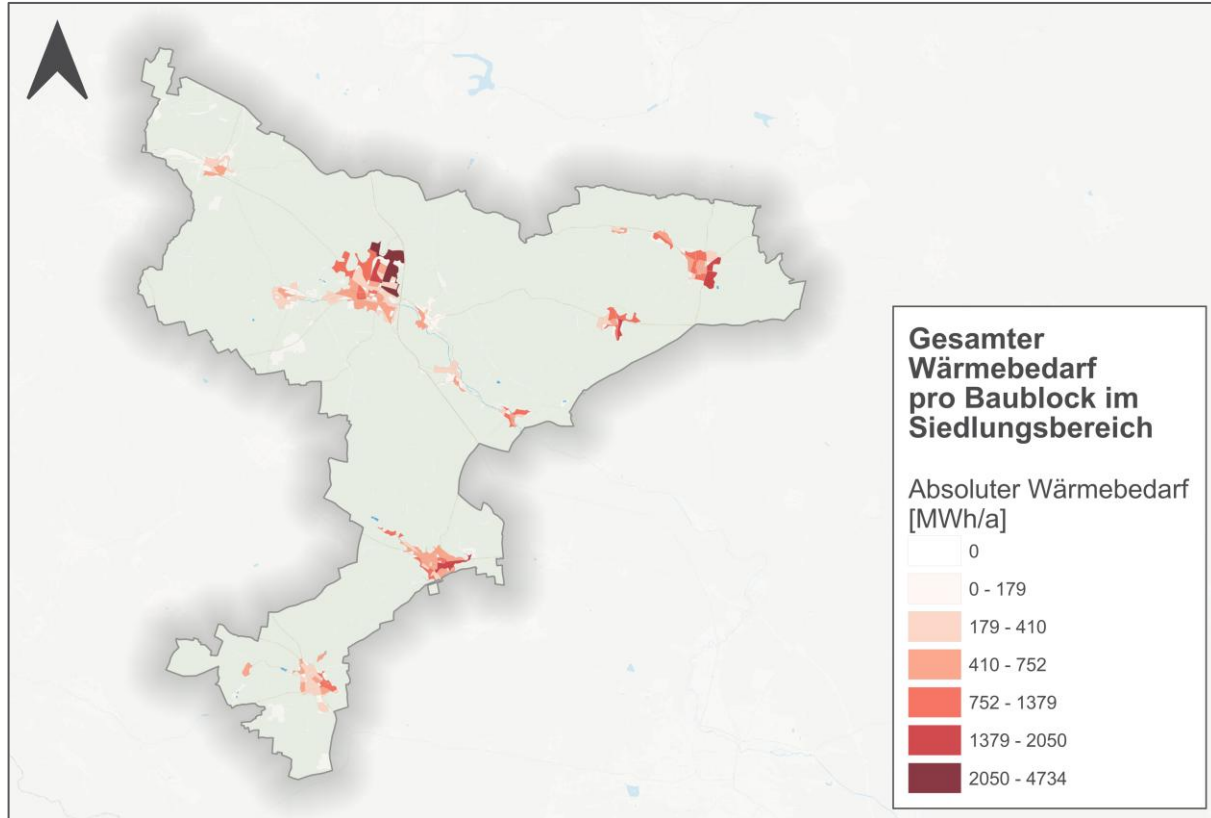 Gesamter
Wärmebedarf
pro Baublock im
Siedlungsbereich
Absoluter Wärmebedarf
[MWh/a]
0
0 - 179
179 - 410
410 - 752
752 - 1379
1379 - 2050
2050 - 4734